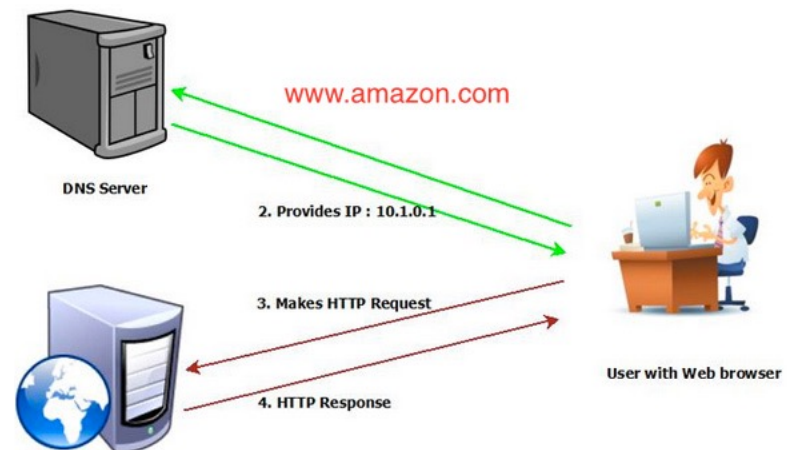 www.amazon.com
DNS Server
2. Provides IP : 10.1.0.1
3. Makes HTTP Request
User with Web browser
4. HTTP Response